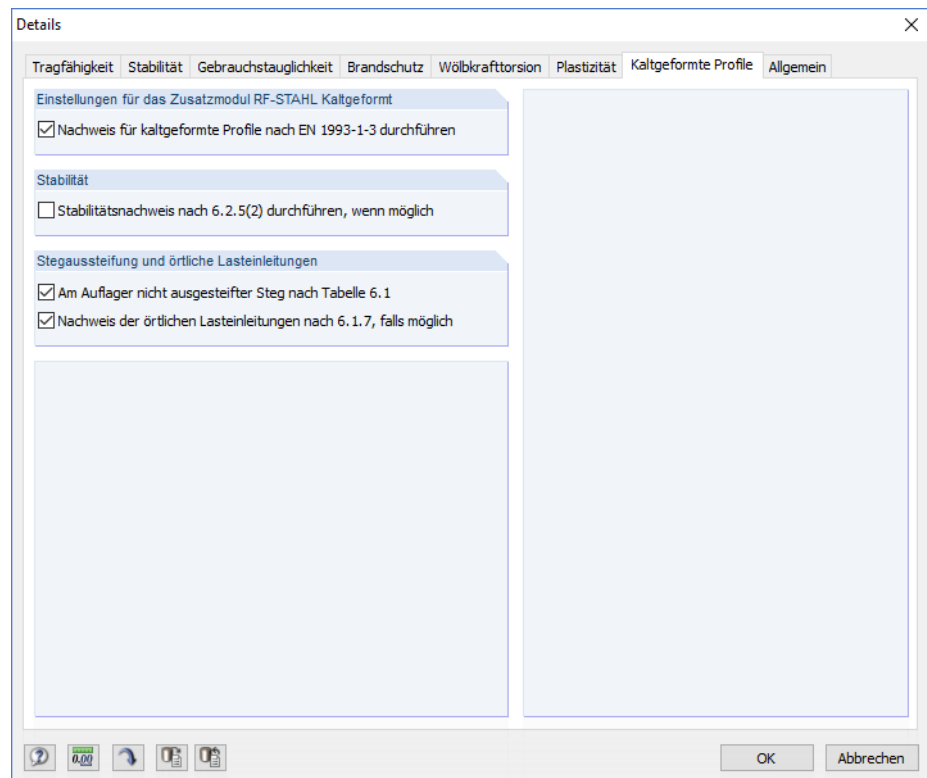 Details
Tragfähigkeit Stabilität Gebrauchstauglichkeit Brandschutz Wölbkrafttorsion Plastizität Kaltgeformte Profile Allgemein
Einstellungen für das Zusatzmodul RF-STAHL Kaltgeformt
Nachweis für kaltgeformte Profile nach EN 1993-1-3 durchführen
Stabilität
Stabilitätsnachweis nach 6.2.5(2) durchführen, wenn möglich
Stegaussteifung und örtliche Lasteinleitungen
Am Auflager nicht ausgesteifter Steg nach Tabelle 6.1
Nachweis der örtlichen Lasteinleitungen nach 6.1.7, falls möglich
0.00
OK Abbrechen